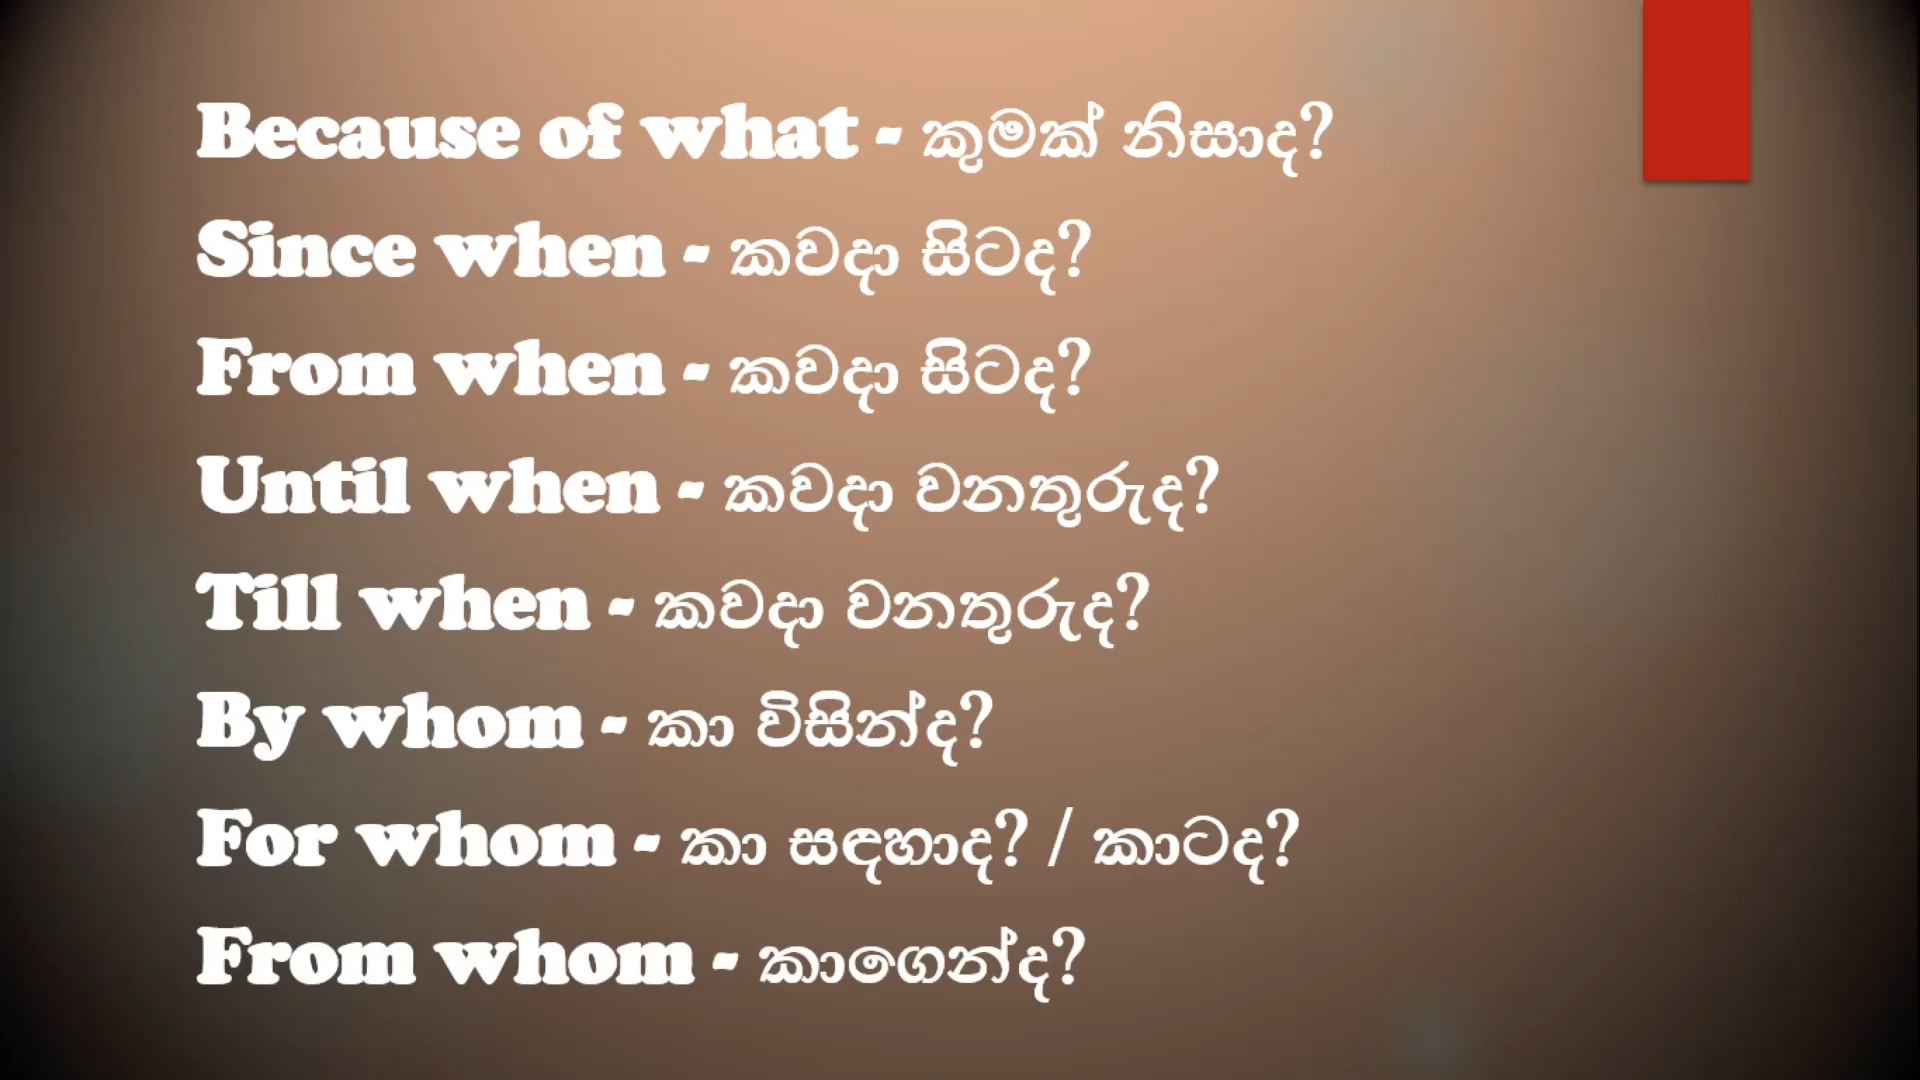 Because of what - කුමක් නිසාද?
Since when - කවදා සිටද?
From when - කවදා සිටද?
Until when - කවදා වනතුරුද?
Till when - කවදා වනතුරුද?
By whom - කා විසින්ද?
For whom - කා සඳහාද? / කාටද?
From whom - කාගෙන්ද?